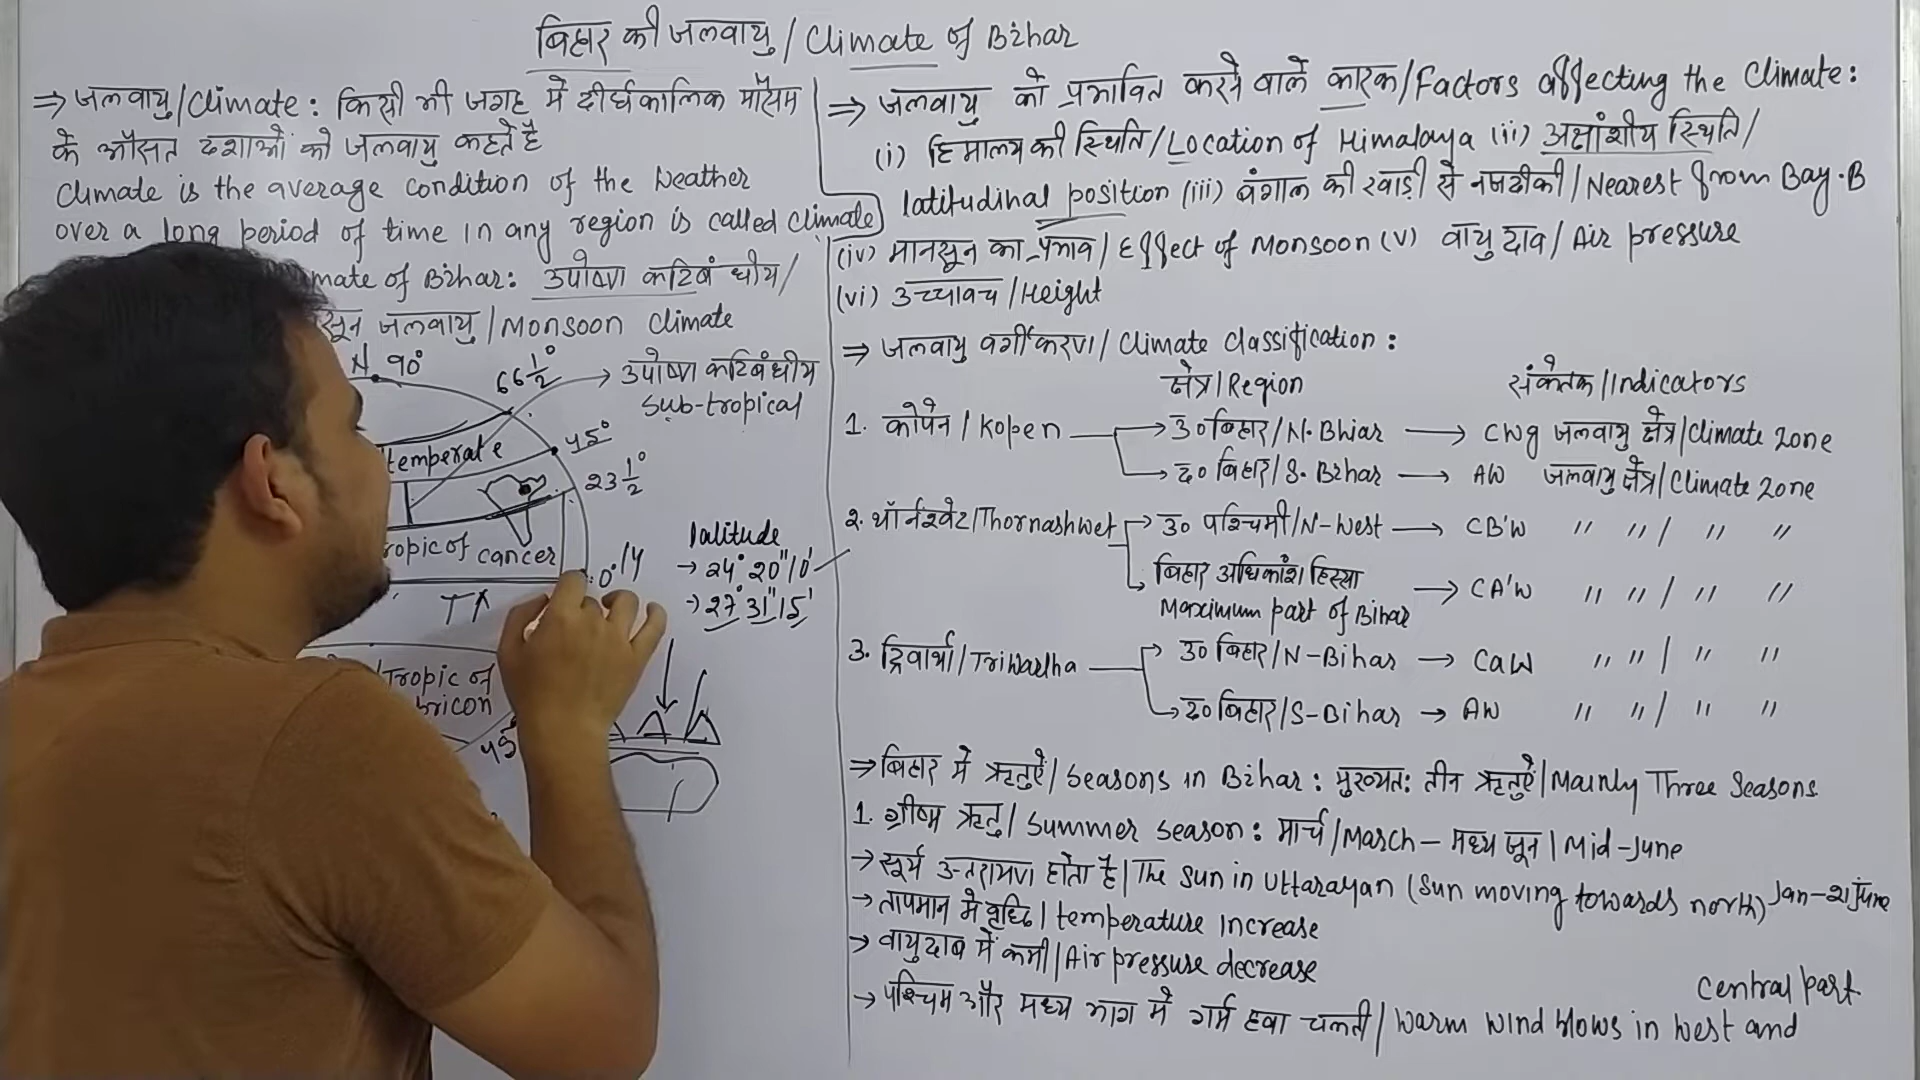 बिहार की जलवायु / Climate of Bihar
⇒ जलवायु/Climate: किसी भी जगह में दीर्घकालिक मौसम
के औसत दशाओं को जलवायु कहते है
Climate is the average condition of the weather
over a long period of time in any region is called climate
mate of Bihar: उपोष्ण कटिबंधीय/
सून जलवायु/Monsoon Climate
N 90°
66 1/2°
→ उपोष्ण कटिबंधीय
Sub-tropical
temperate
45°
23 1/2°
ropic of cancer
0°
latitude
→ 24° 20" 10'
→ 27° 31" 15'
Tropic of
bricon
45°
⇒ जलवायु को प्रभावित करने वाले कारक/Factors affecting the Climate:
(i) हिमालय की स्थिति/Location of Himalaya (ii) अक्षांशीय स्थिति/
latitudinal position (iii) बंगाल की खाड़ी से नजदीकी/Nearest from Bay.B
(iv) मानसून का प्रभाव/Effect of Monsoon (v) वायु दाव/Air pressure
(vi) उच्चावच/Height
⇒ जलवायु वर्गीकरण/Climate Classification:
क्षेत्र/Region संकेतक/Indicators
1. कोपेन/Kopen → उ० बिहार/N.Bhiar → CWg जलवायु क्षेत्र/Climate Zone
→ द० बिहार/S.Bihar → AW जलवायु क्षेत्र/Climate Zone
2. थॉर्नश्वेट/Thornashwet → उ० पश्चिमी/N-West → CB'W " " / " "
→ बिहार अधिकांश हिस्सा
Maximum part of Bihar → CA'W " " / " "
3. त्रिवार्था/Triwardha → उ० बिहार/N-Bihar → CaW " " / " "
→ द० बिहार/S-Bihar → AW " " / " "
⇒ बिहार में ऋतुऐं/Seasons in Bihar: मुख्यत: तीन ऋतुऐं/Mainly Three Seasons
1. ग्रीष्म ऋतु/Summer season: मार्च/March – मध्य जून/Mid-June
→ सूर्य उत्तरायण होता है/The sun in Uttarayan (Sun moving towards north) Jan-21 June
→ तापमान में वृद्धि/temperature increase
→ वायुदाब में कमी/Air pressure decrease
→ पश्चिम और मध्य भाग में गर्म हवा चलती/Warm wind blows in West and
Central part